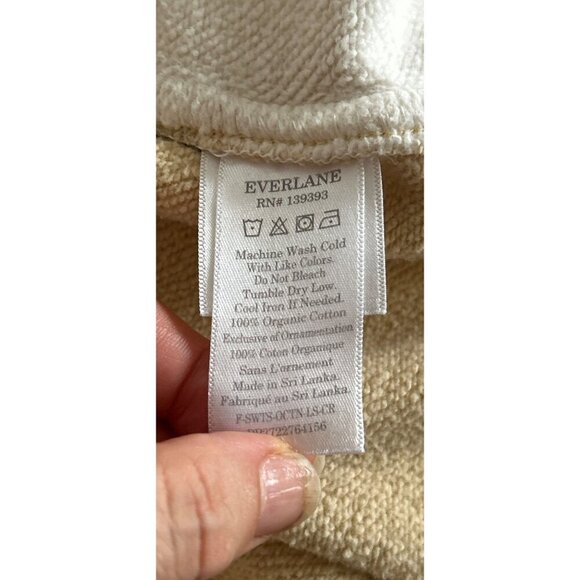 EVERLANE
RN# 139393
Machine Wash Cold
With Like Colors.
Do Not Bleach
Tumble Dry Low.
Cool Iron If Needed.
100% Organic Cotton
Exclusive of Ornamentation
100% Coton Organique
Sans L'ornement
Made in Sri Lanka.
Fabriqué au Sri Lanka.
F-SWTS-OCTN-LS-CR